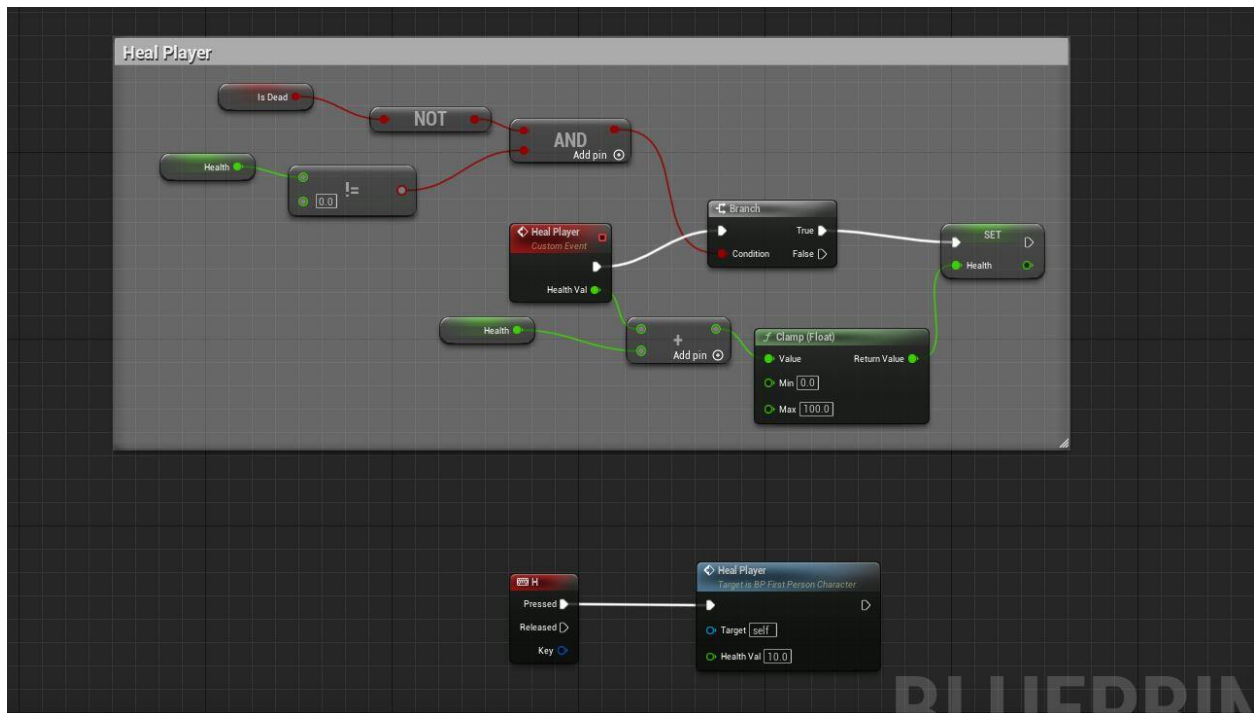 Heal Player
Is Dead
NOT
AND
Add pin
Health
!=
0.0
Branch
True
Condition
False
Heal Player
Custom Event
Health Val
SET
Health
Health
+
Add pin
f Clamp (Float)
Value
Return Value
Min 0.0
Max 100.0
H
Pressed
Released
Key
Heal Player
Target is BP First Person Character
Target self
Health Val 10.0
BLUEPRIN